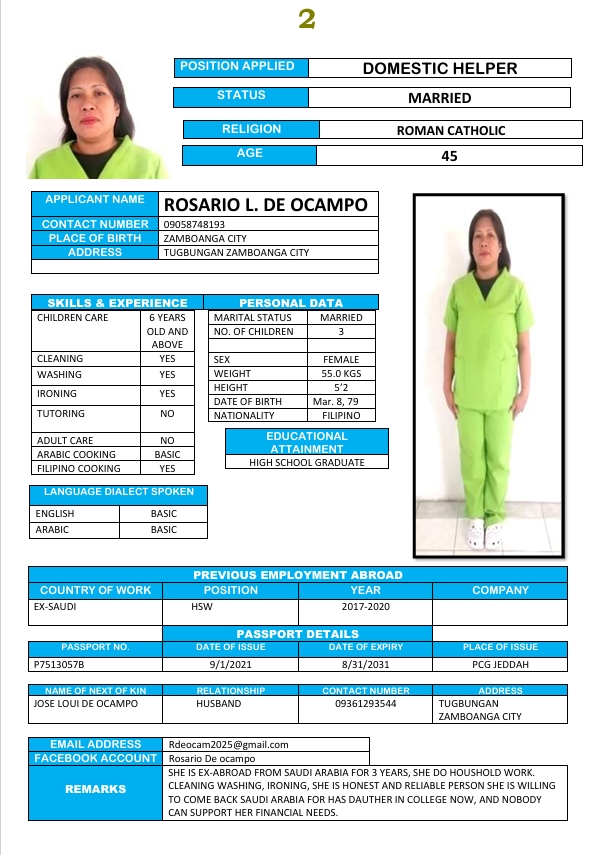 2
POSITION APPLIED DOMESTIC HELPER
STATUS MARRIED
RELIGION ROMAN CATHOLIC
AGE 45
APPLICANT NAME ROSARIO L. DE OCAMPO
CONTACT NUMBER 09058748193
PLACE OF BIRTH ZAMBOANGA CITY
ADDRESS TUGBUNGAN ZAMBOANGA CITY
SKILLS & EXPERIENCE
CHILDREN CARE 6 YEARS
OLD AND
ABOVE
CLEANING YES
WASHING YES
IRONING YES
TUTORING NO
ADULT CARE NO
ARABIC COOKING BASIC
FILIPINO COOKING YES
PERSONAL DATA
MARITAL STATUS MARRIED
NO. OF CHILDREN 3
SEX FEMALE
WEIGHT 55.0 KGS
HEIGHT 5'2
DATE OF BIRTH Mar. 8, 79
NATIONALITY FILIPINO
EDUCATIONAL
ATTAINMENT
HIGH SCHOOL GRADUATE
LANGUAGE DIALECT SPOKEN
ENGLISH BASIC
ARABIC BASIC
PREVIOUS EMPLOYMENT ABROAD
COUNTRY OF WORK POSITION YEAR COMPANY
EX-SAUDI HSW 2017-2020
PASSPORT DETAILS
PASSPORT NO. DATE OF ISSUE DATE OF EXPIRY PLACE OF ISSUE
P7513057B 9/1/2021 8/31/2031 PCG JEDDAH
NAME OF NEXT OF KIN RELATIONSHIP CONTACT NUMBER ADDRESS
JOSE LOUI DE OCAMPO HUSBAND 09361293544 TUGBUNGAN
ZAMBOANGA CITY
EMAIL ADDRESS Rdeocam2025@gmail.com
FACEBOOK ACCOUNT Rosario De ocampo
REMARKS
SHE IS EX-ABROAD FROM SAUDI ARABIA FOR 3 YEARS, SHE DO HOUSHOLD WORK.
CLEANING WASHING, IRONING, SHE IS HONEST AND RELIABLE PERSON SHE IS WILLING
TO COME BACK SAUDI ARABIA FOR HAS DAUTHER IN COLLEGE NOW, AND NOBODY
CAN SUPPORT HER FINANCIAL NEEDS.